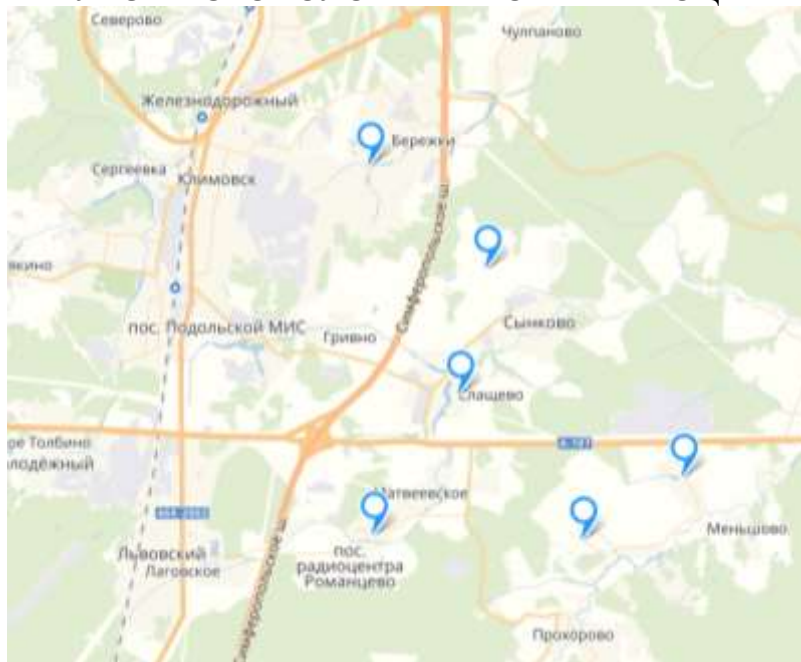 Северово
Чулпаново
Железнодорожный
Бережки
Сергеевка
Климовск
Симферопольское ш.
пос. Подольской МИС
Гривно
Сынково
Слащево
А-107
Толбино
Матвеевское
Меньшово
Львовский
Лаговское
пос.
радиоцентра
Романцево
Симферопольское ш.
Прохорово